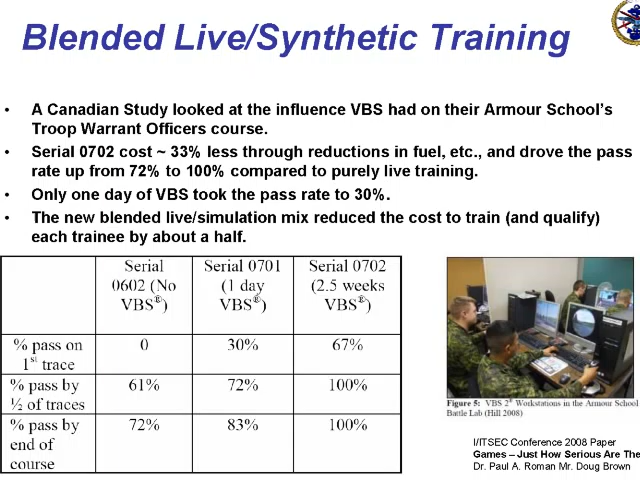 Blended Live/Synthetic Training
• A Canadian Study looked at the influence VBS had on their Armour School's
Troop Warrant Officers course.
• Serial 0702 cost ~ 33% less through reductions in fuel, etc., and drove the pass
rate up from 72% to 100% compared to purely live training.
• Only one day of VBS took the pass rate to 30%.
• The new blended live/simulation mix reduced the cost to train (and qualify)
each trainee by about a half.
Serial 0602 (No VBS®)
Serial 0701 (1 day VBS®)
Serial 0702 (2.5 weeks VBS®)
% pass on 1st trace 0 30% 67%
% pass by ½ of traces 61% 72% 100%
% pass by end of course 72% 83% 100%
Figure 5: VBS 2® Workstations in the Armour School
Battle Lab (Hill 2008)
I/ITSEC Conference 2008 Paper
Games – Just How Serious Are The
Dr. Paul A. Roman Mr. Doug Brown